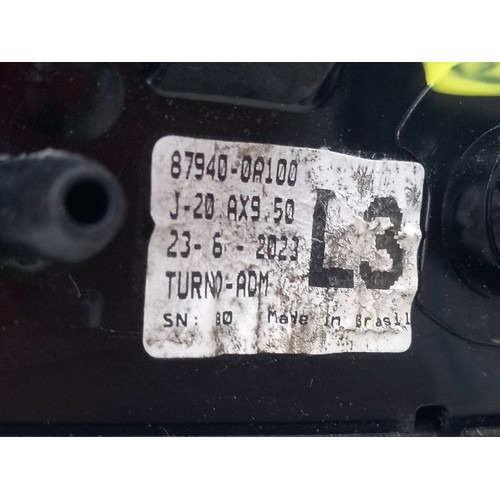 87940-0A100
J-20 AX9.50
23-6-2023
TURNO-ADM
L3
SN: 80 Made In Brasil